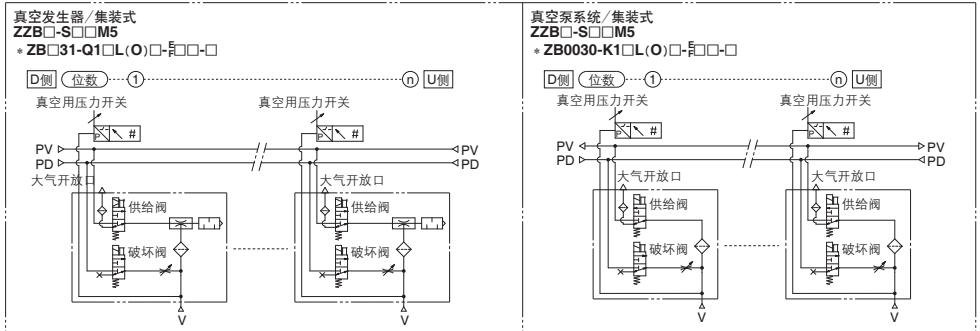 真空发生器/集装式
ZZB□-S□□M5
* ZB□31-Q1□L(O)□-E/F□□-□
D侧 位数 1 n U侧
真空用压力开关 真空用压力开关
P # P #
PV PV
PD PD
大气开放口 大气开放口
供给阀 供给阀
破坏阀 破坏阀
V V
真空泵系统/集装式
ZZB□-S□□M5
* ZB0030-K1□L(O)□-E/F□□-□
D侧 位数 1 n U侧
真空用压力开关 真空用压力开关
P # P #
PV PV
PD PD
大气开放口 大气开放口
供给阀 供给阀
破坏阀 破坏阀
V V